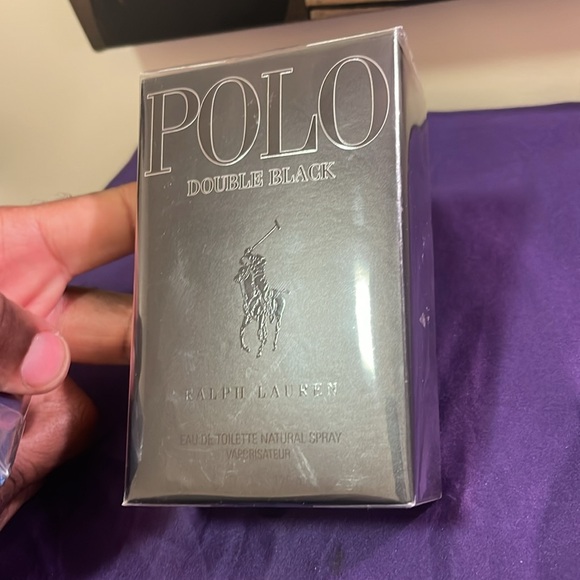 POLO
DOUBLE BLACK
RALPH LAUREN
EAU DE TOILETTE NATURAL SPRAY
VAPORISATEUR